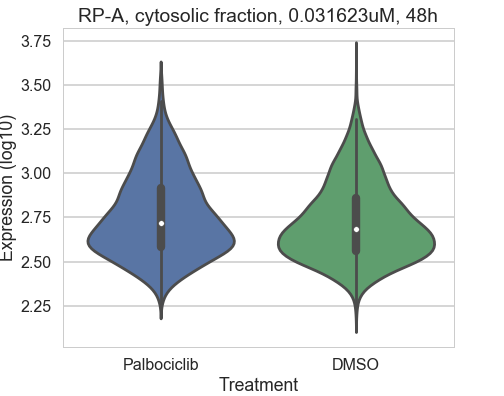 RP-A, cytosolic fraction, 0.031623uM, 48h
3.75
3.50
3.25
3.00
2.75
2.50
2.25
Expression (log10)
Palbociclib DMSO
Treatment